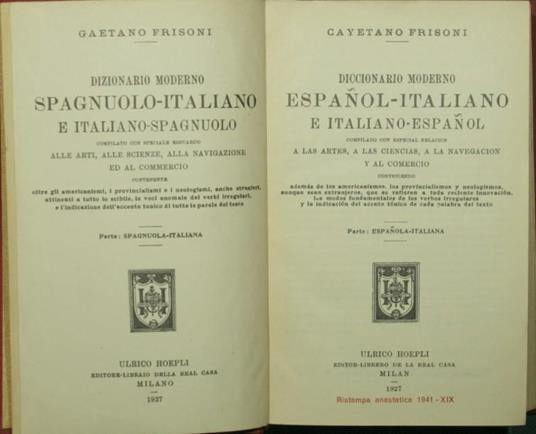 GAETANO FRISONI
DIZIONARIO MODERNO
SPAGNUOLO-ITALIANO
E ITALIANO-SPAGNUOLO
COMPILATO CON SPECIALE RIGUARDO
ALLE ARTI, ALLE SCIENZE, ALLA NAVIGAZIONE
ED AL COMMERCIO
CONTENENTE
oltre gli americanismi, i provincialismi e i neologismi, anche stranieri,
attinenti a tutto lo scibile, le voci anomale dei verbi irregolari,
e l'indicazione dell'accento tonico di tutte le parole del testo
Parte: SPAGNUOLA-ITALIANA
ULRICO HOEPLI
EDITORE-LIBRAIO DELLA REAL CASA
MILANO
1927
CAYETANO FRISONI
DICCIONARIO MODERNO
ESPAÑOL-ITALIANO
E ITALIANO-ESPAÑOL
COMPILADO CON ESPECIAL RELACION
A LAS ARTES, A LAS CIENCIAS, A LA NAVEGACION
Y AL COMERCIO
CONTENIENDO
además de los americanismos, los provincialismos y neologismos,
aunque sean extranjeros, que se refieren a toda reciente innovación,
los modos fundamentales de los verbos irregulares
y la indicación del acento tónico de cada palabra del texto
Parte: ESPAÑOLA-ITALIANA
ULRICO HOEPLI
EDITOR-LIBRERO DE LA REAL CASA
MILAN
1927
Ristampa anastatica 1941 - XIX